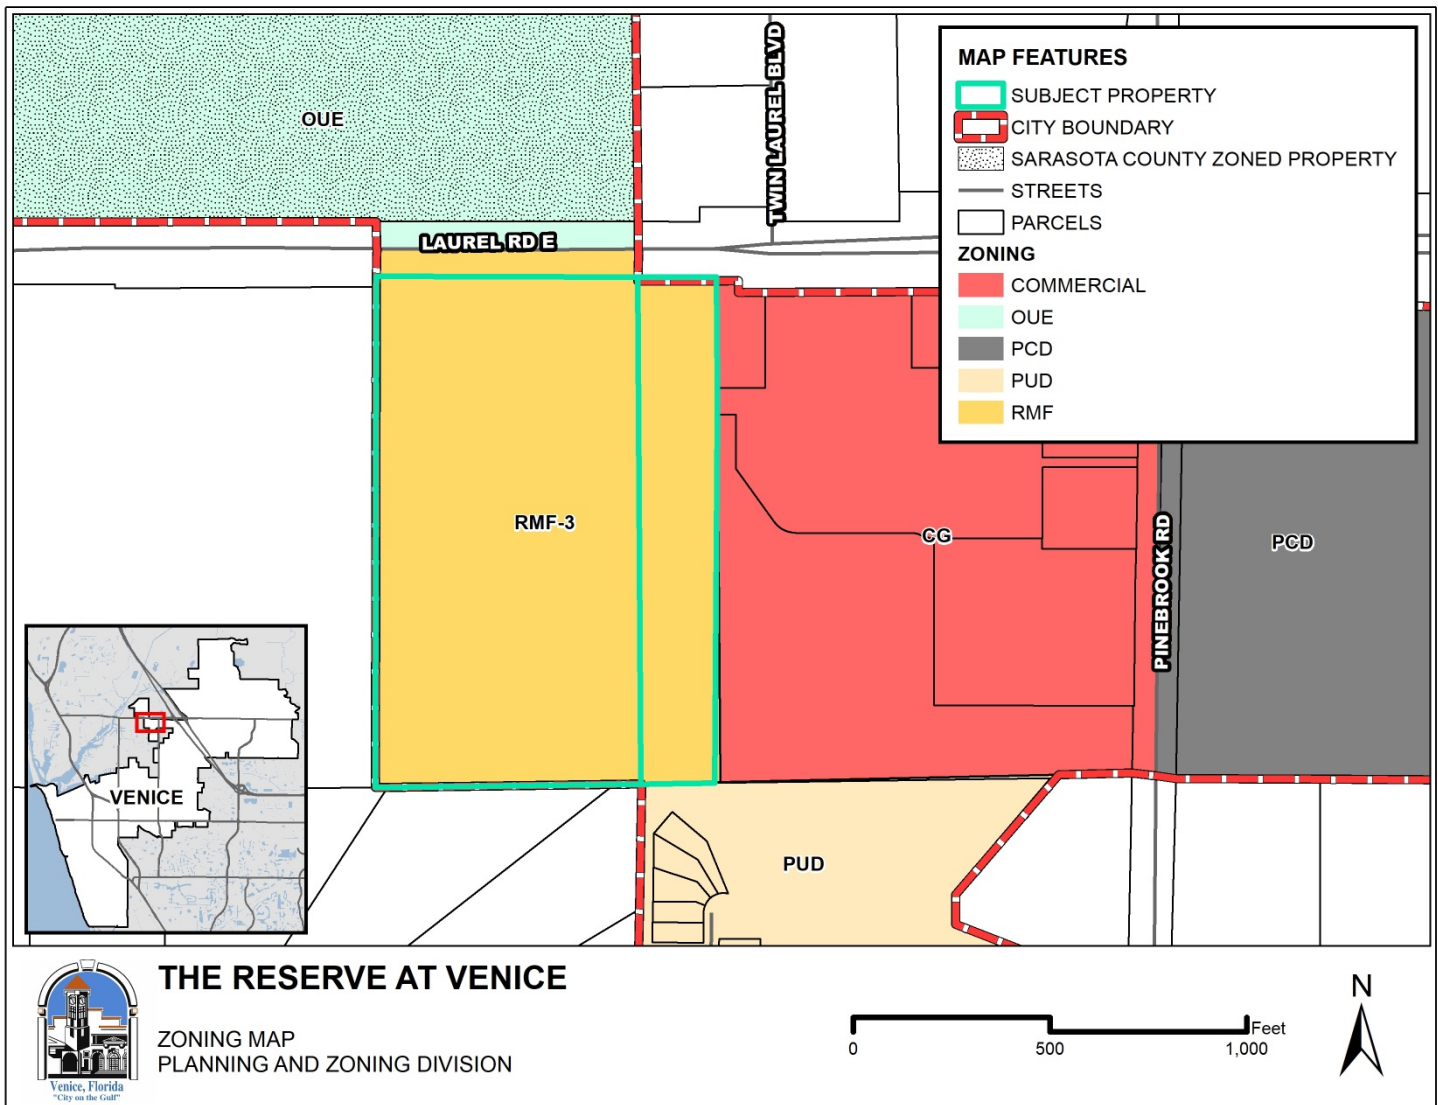 OUE
TWIN LAUREL BLVD
LAUREL RD E
MAP FEATURES
SUBJECT PROPERTY
CITY BOUNDARY
SARASOTA COUNTY ZONED PROPERTY
STREETS
PARCELS
ZONING
COMMERCIAL
OUE
PCD
PUD
RMF
RMF-3
CG
PINEBROOK RD
PCD
VENICE
PUD
THE RESERVE AT VENICE
ZONING MAP
PLANNING AND ZONING DIVISION
Venice, Florida
"City on the Gulf"
0
500
1,000
Feet
N